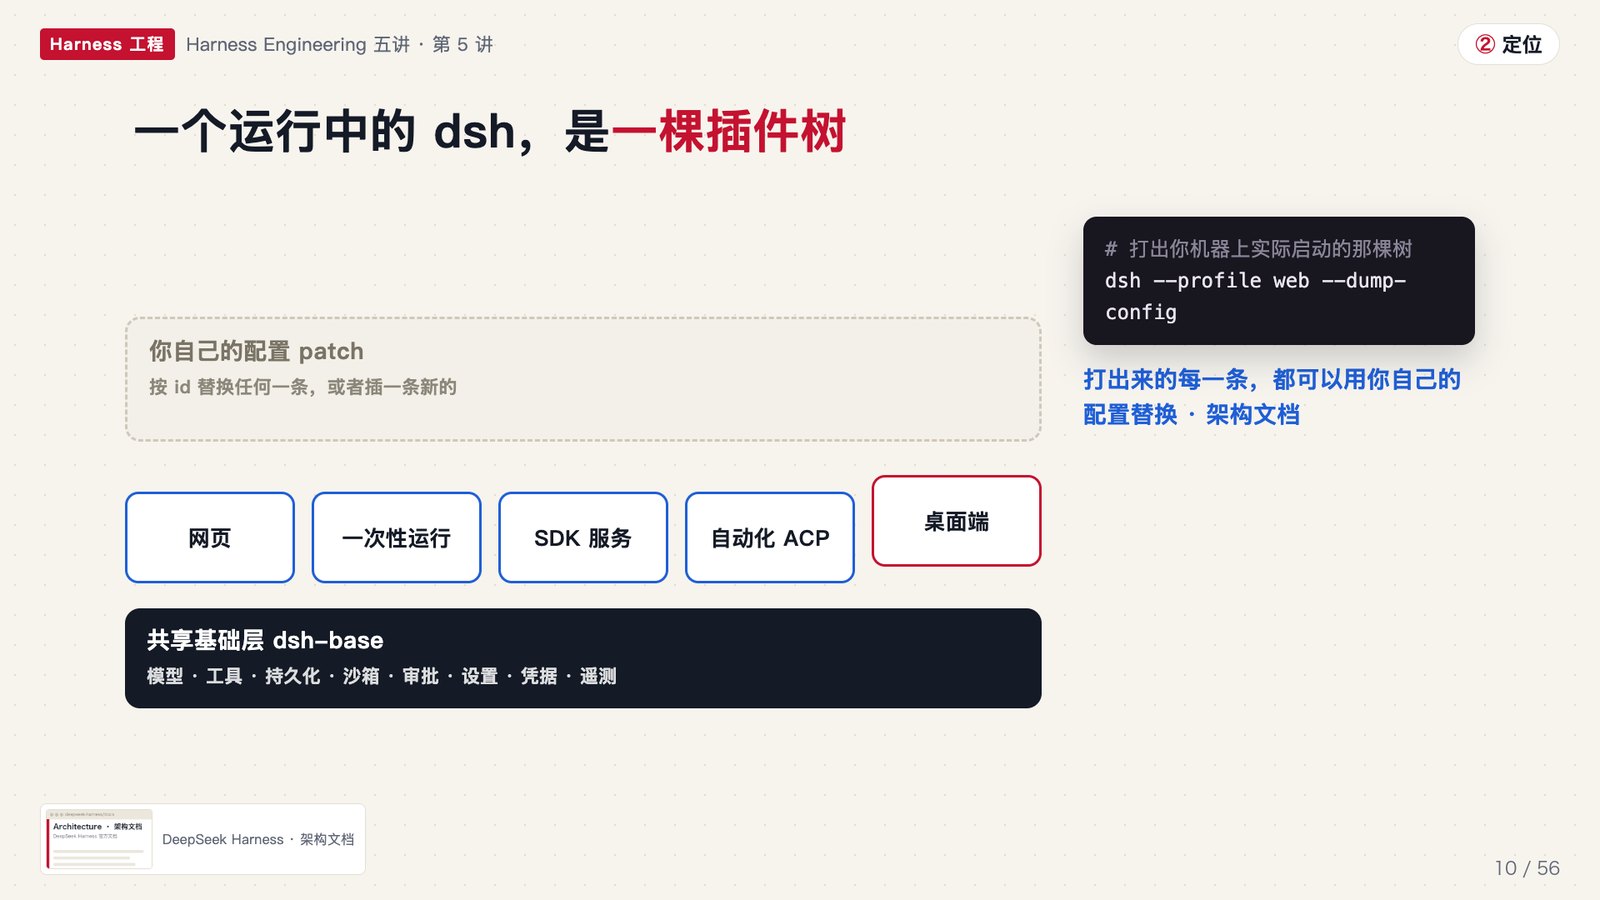 Harness 工程
Harness Engineering 五讲 · 第 5 讲
② 定位
一个运行中的 dsh，是一棵插件树
# 打出你机器上实际启动的那棵树
dsh --profile web --dump-
config
打出来的每一条，都可以用你自己的
配置替换 · 架构文档
你自己的配置 patch
按 id 替换任何一条，或者插一条新的
网页
一次性运行
SDK 服务
自动化 ACP
桌面端
共享基础层 dsh-base
模型 · 工具 · 持久化 · 沙箱 · 审批 · 设置 · 凭据 · 遥测
Architecture · 架构文档
DeepSeek Harness 官方文档
DeepSeek Harness · 架构文档
10 / 56